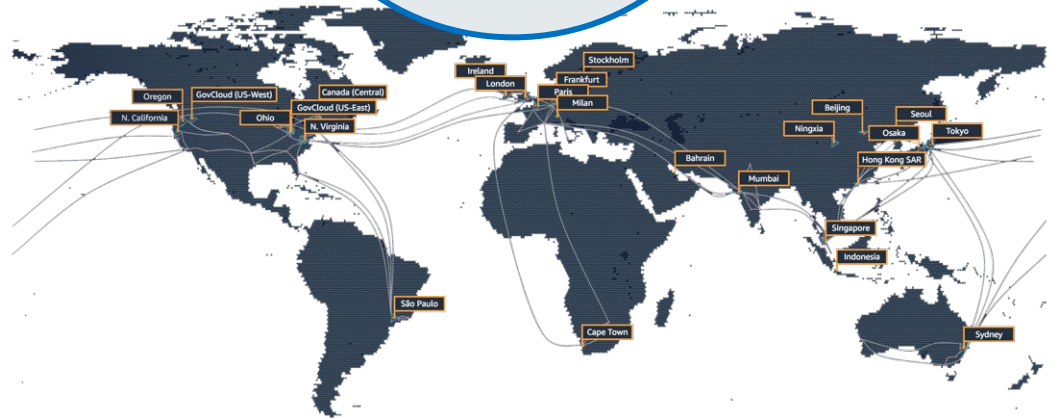 Stockholm
Ireland
Frankfurt
London
Paris
Milan
Oregon
GovCloud (US-West)
Canada (Central)
GovCloud (US-East)
N. California
Ohio
N. Virginia
Beijing
Seoul
Ningxia
Osaka
Tokyo
Bahrain
Hong Kong SAR
Mumbai
Singapore
Indonesia
São Paulo
Cape Town
Sydney